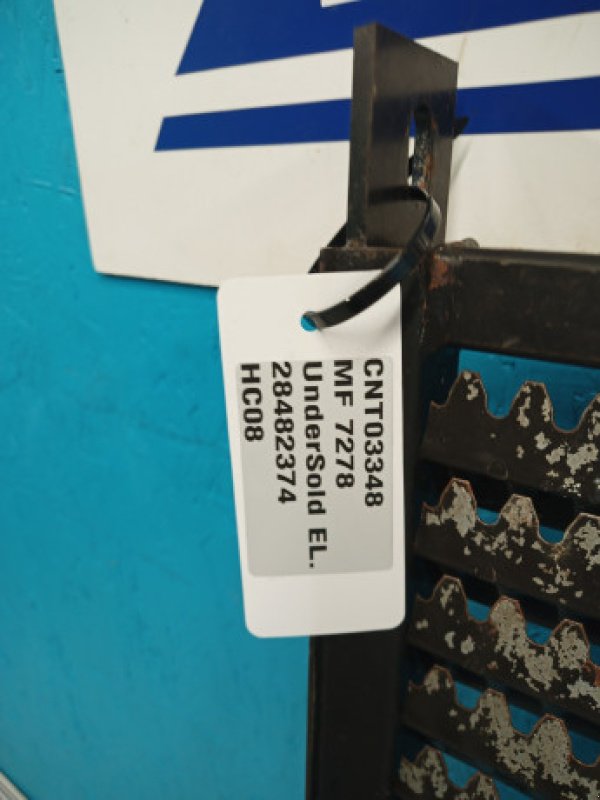 CNT03348
MF 7278
UnderSold EL.
28482374
HC08